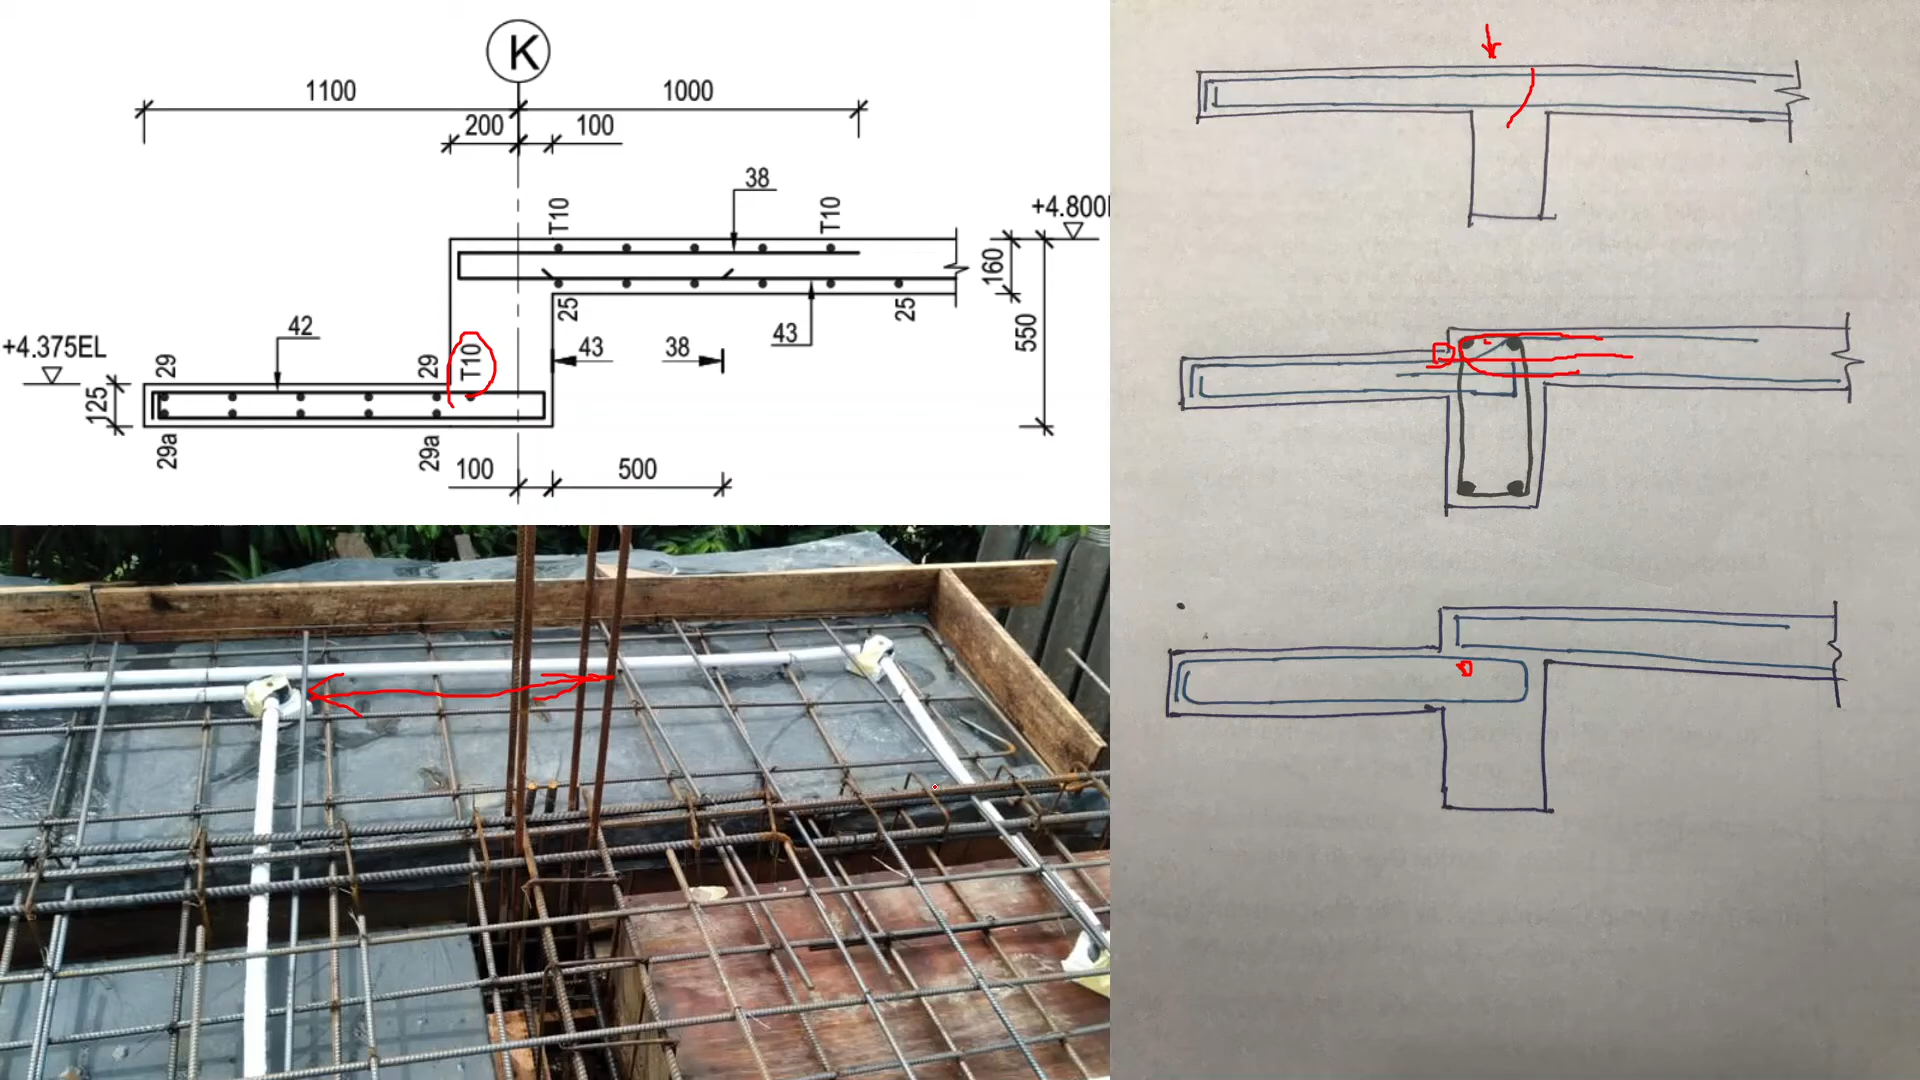 K
1100 1000
200 100
38
T10 T10
+4.800
160
25 25
42 43
+4.375EL
29 29 T10 43 38
550
125
29a 29a
100 500